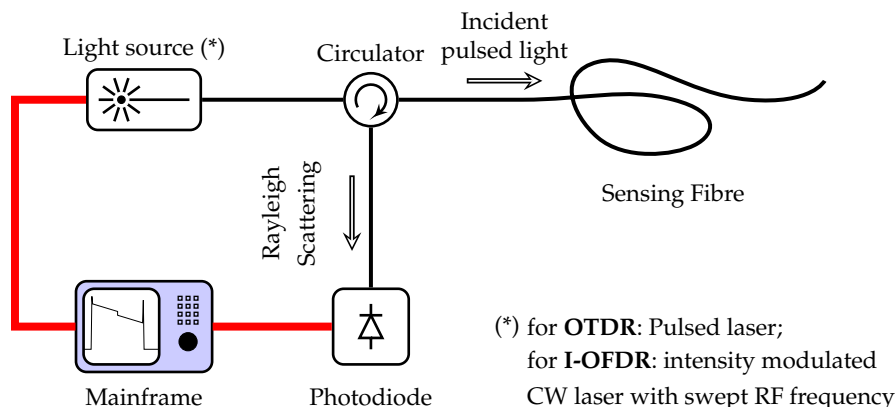 Light source (*)
Circulator
Incident
pulsed light
Rayleigh
Scattering
Sensing Fibre
Mainframe
Photodiode
(*) for OTDR: Pulsed laser;
for I-OFDR: intensity modulated
CW laser with swept RF frequency